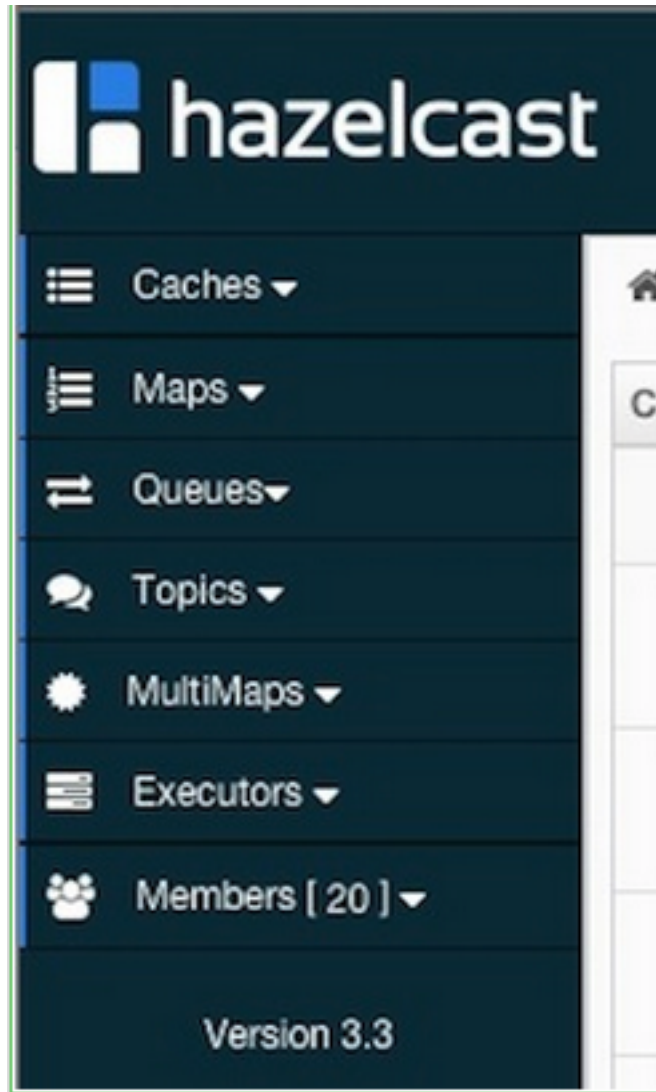 hazelcast
Caches
Maps
C
Queues
Topics
MultiMaps
Executors
Members [ 20 ]
Version 3.3